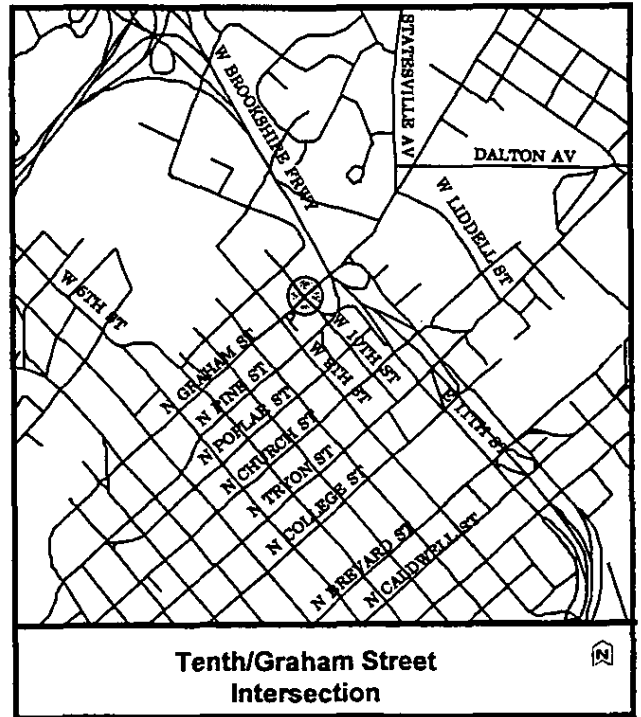 W BROOKSHIRE FRWY
STATESVILLE AV
DALTON AV
W LIDDELL ST
W 5TH ST
W 10TH ST
N GRAHAM ST
W 8TH ST
N PINE ST
N POPLAR ST
E 11TH ST
N CHURCH ST
N TRYON ST
N COLLEGE ST
N BREVARD ST
N CALDWELL ST
Tenth/Graham Street
Intersection
N